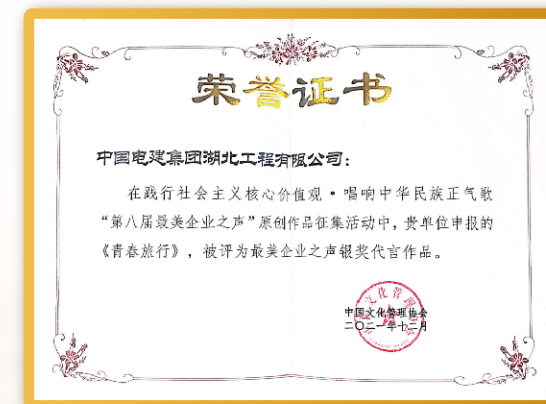 荣誉证书
中国电建集团湖北工程有限公司：
在践行社会主义核心价值观·唱响中华民族正气歌
“第八届最美企业之声”原创作品征集活动中，贵单位申报的
《青春旅行》，被评为最美企业之声银奖代言作品。
中国文化管理协会
二〇二一年十二月